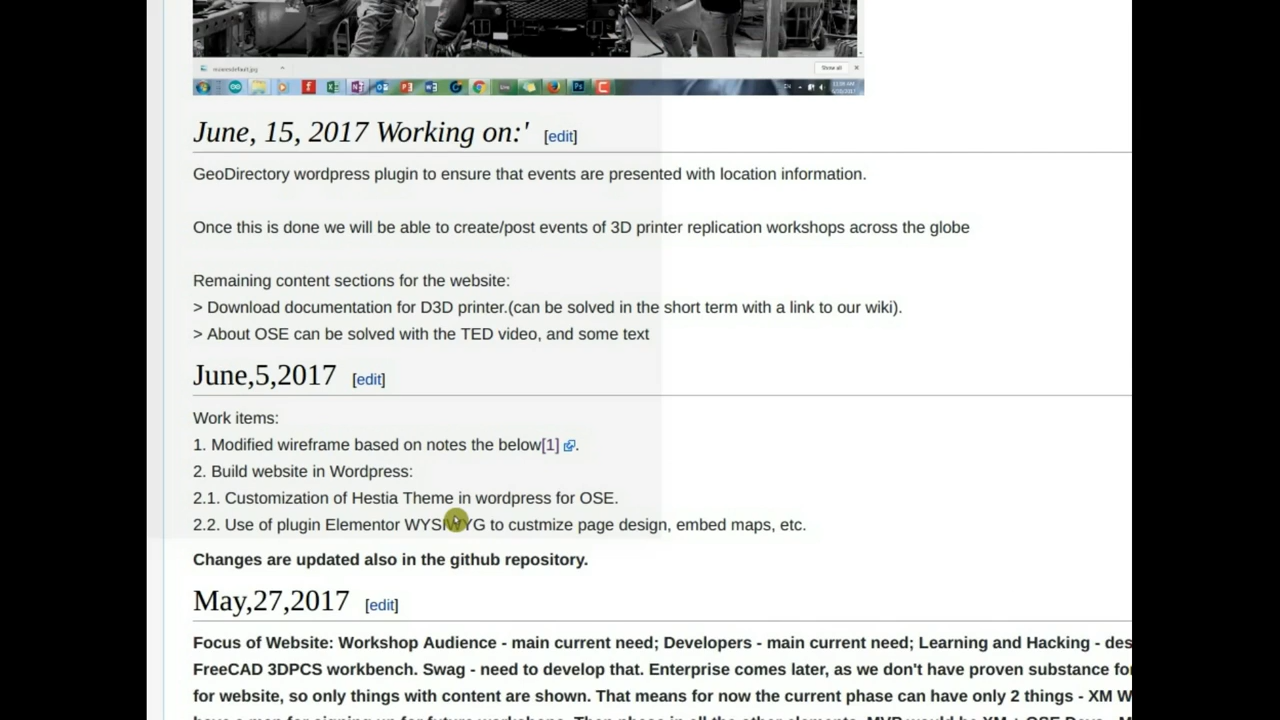 Show all
June, 15, 2017 Working on:' [edit]
GeoDirectory wordpress plugin to ensure that events are presented with location information.
Once this is done we will be able to create/post events of 3D printer replication workshops across the globe
Remaining content sections for the website:
> Download documentation for D3D printer.(can be solved in the short term with a link to our wiki).
> About OSE can be solved with the TED video, and some text
June,5,2017 [edit]
Work items:
1. Modified wireframe based on notes the below[1].
2. Build website in Wordpress:
2.1. Customization of Hestia Theme in wordpress for OSE.
2.2. Use of plugin Elementor WYSIWYG to custmize page design, embed maps, etc.
Changes are updated also in the github repository.
May,27,2017 [edit]
Focus of Website: Workshop Audience - main current need; Developers - main current need; Learning and Hacking - des
FreeCAD 3DPCS workbench. Swag - need to develop that. Enterprise comes later, as we don't have proven substance for
for website, so only things with content are shown. That means for now the current phase can have only 2 things - XM W